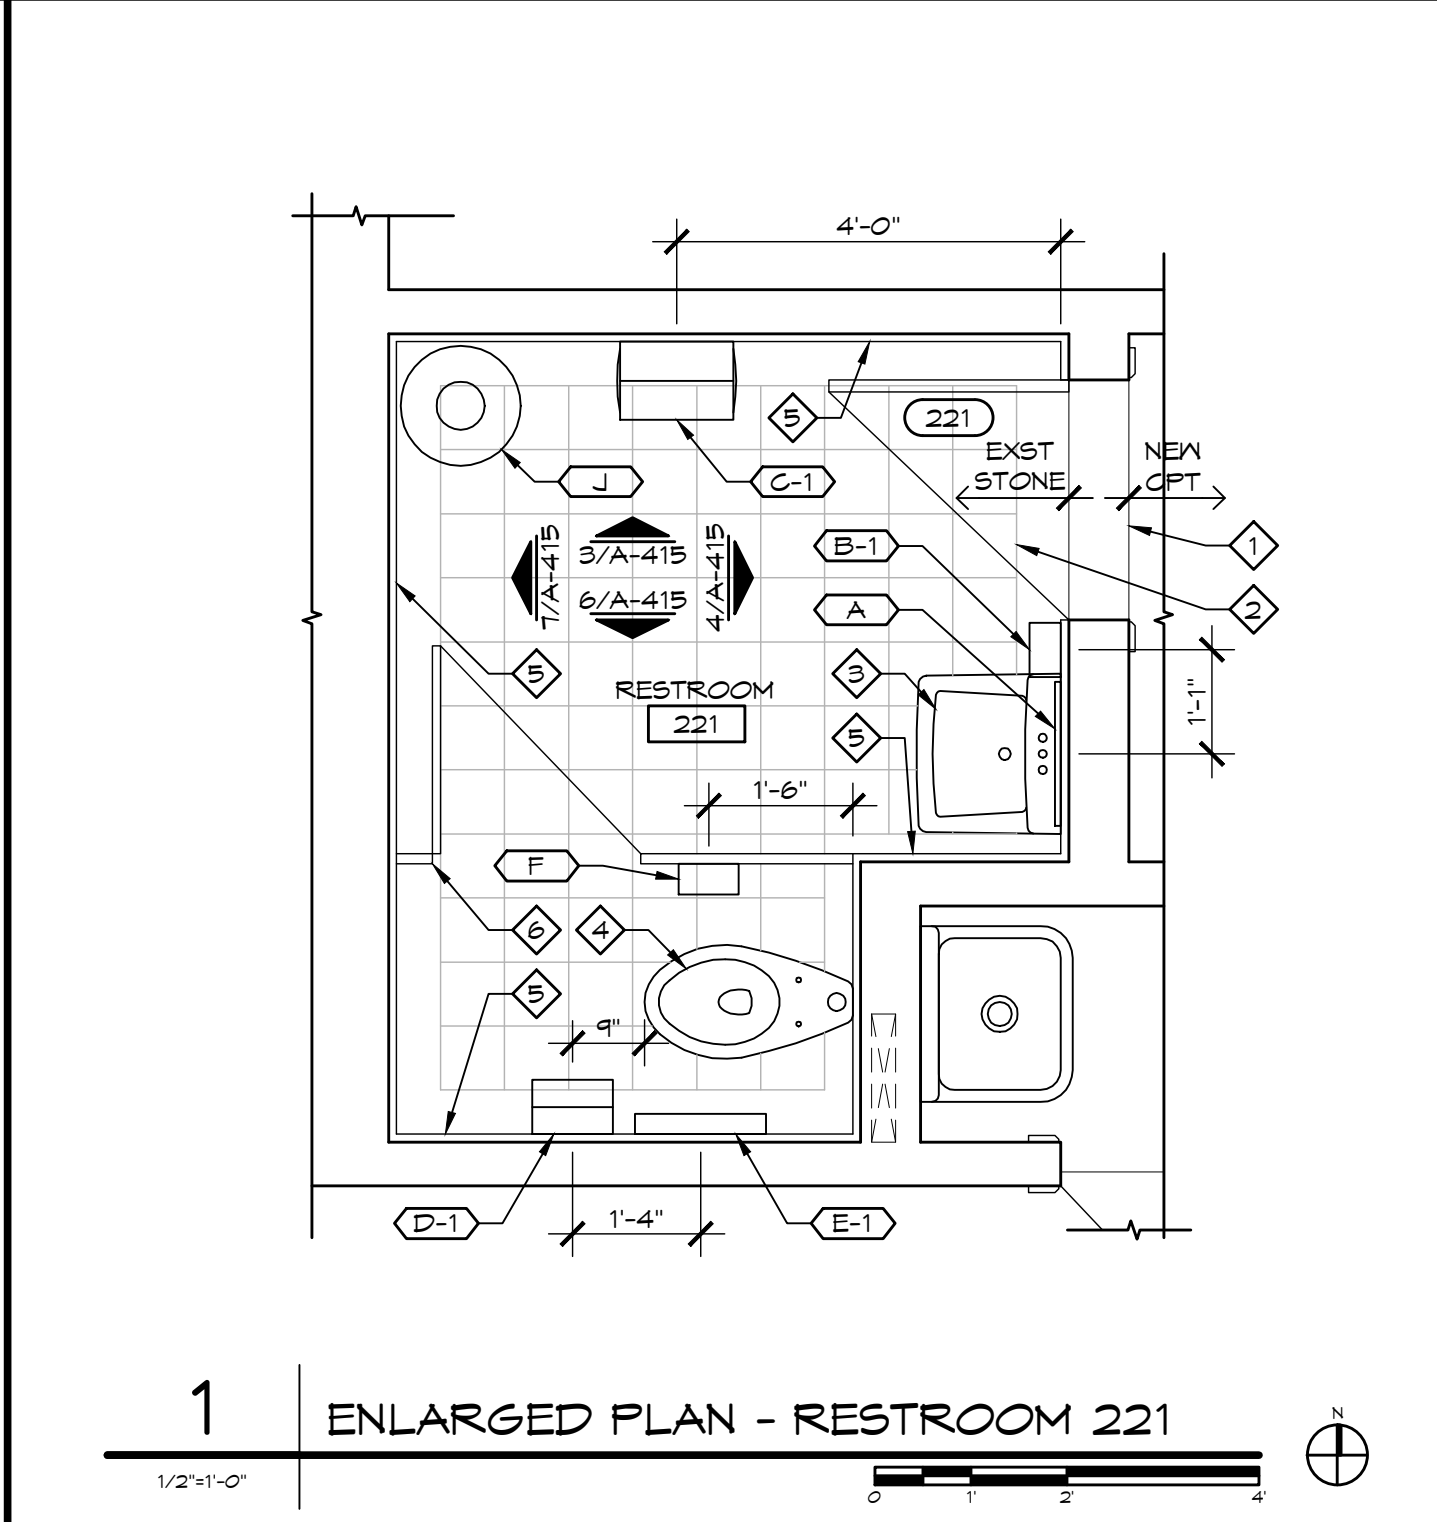 4'-0"
5
221
EXST
STONE
NEW
CPT
J
C-1
7/A-415
3/A-415
6/A-415
4/A-415
B-1
1
A
2
5
RESTROOM
221
3
5
1'-1"
1'-6"
F
6
4
5
9"
D-1
1'-4"
E-1
1
ENLARGED PLAN - RESTROOM 221
N
1/2"=1'-0"
0 1' 2' 4'